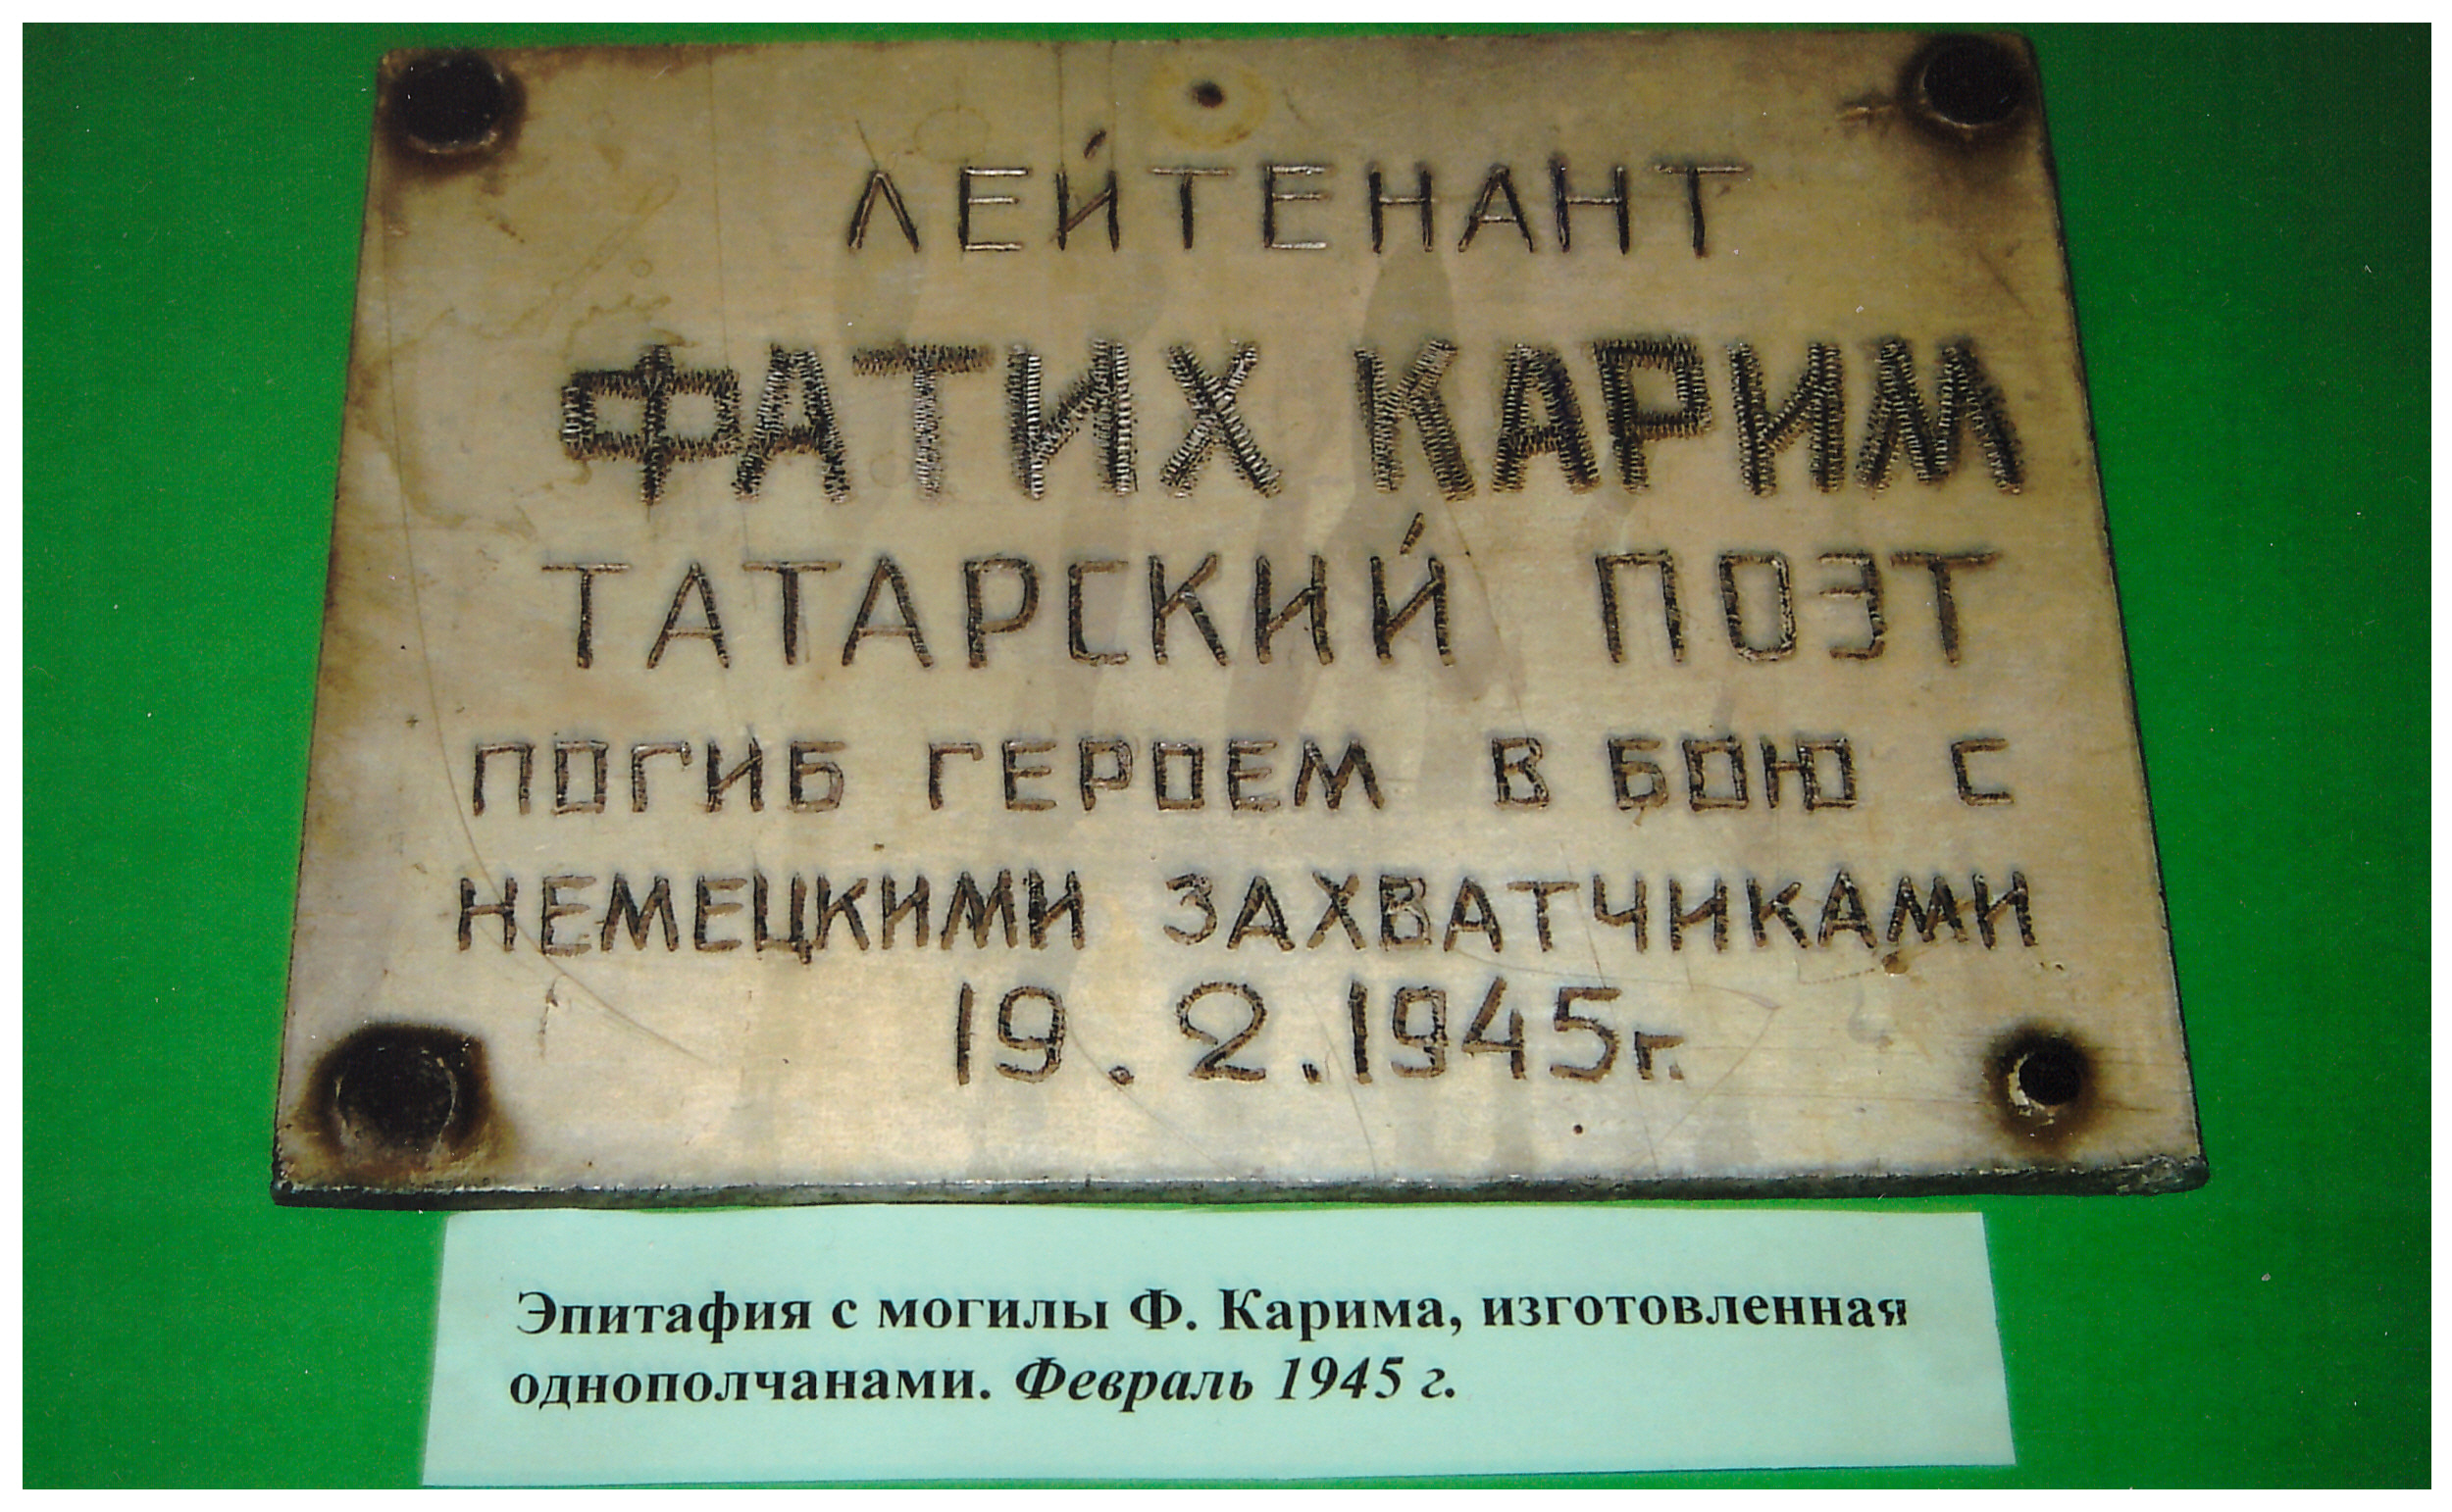 ЛЕЙТЕНАНТ
ФАТИХ КАРИМ
ТАТАРСКИЙ ПОЭТ
ПОГИБ ГЕРОЕМ В БОЮ С
НЕМЕЦКИМИ ЗАХВАТЧИКАМИ
19.2.1945г.
Эпитафия с могилы Ф. Карима, изготовленная
однополчанами. Февраль 1945 г.